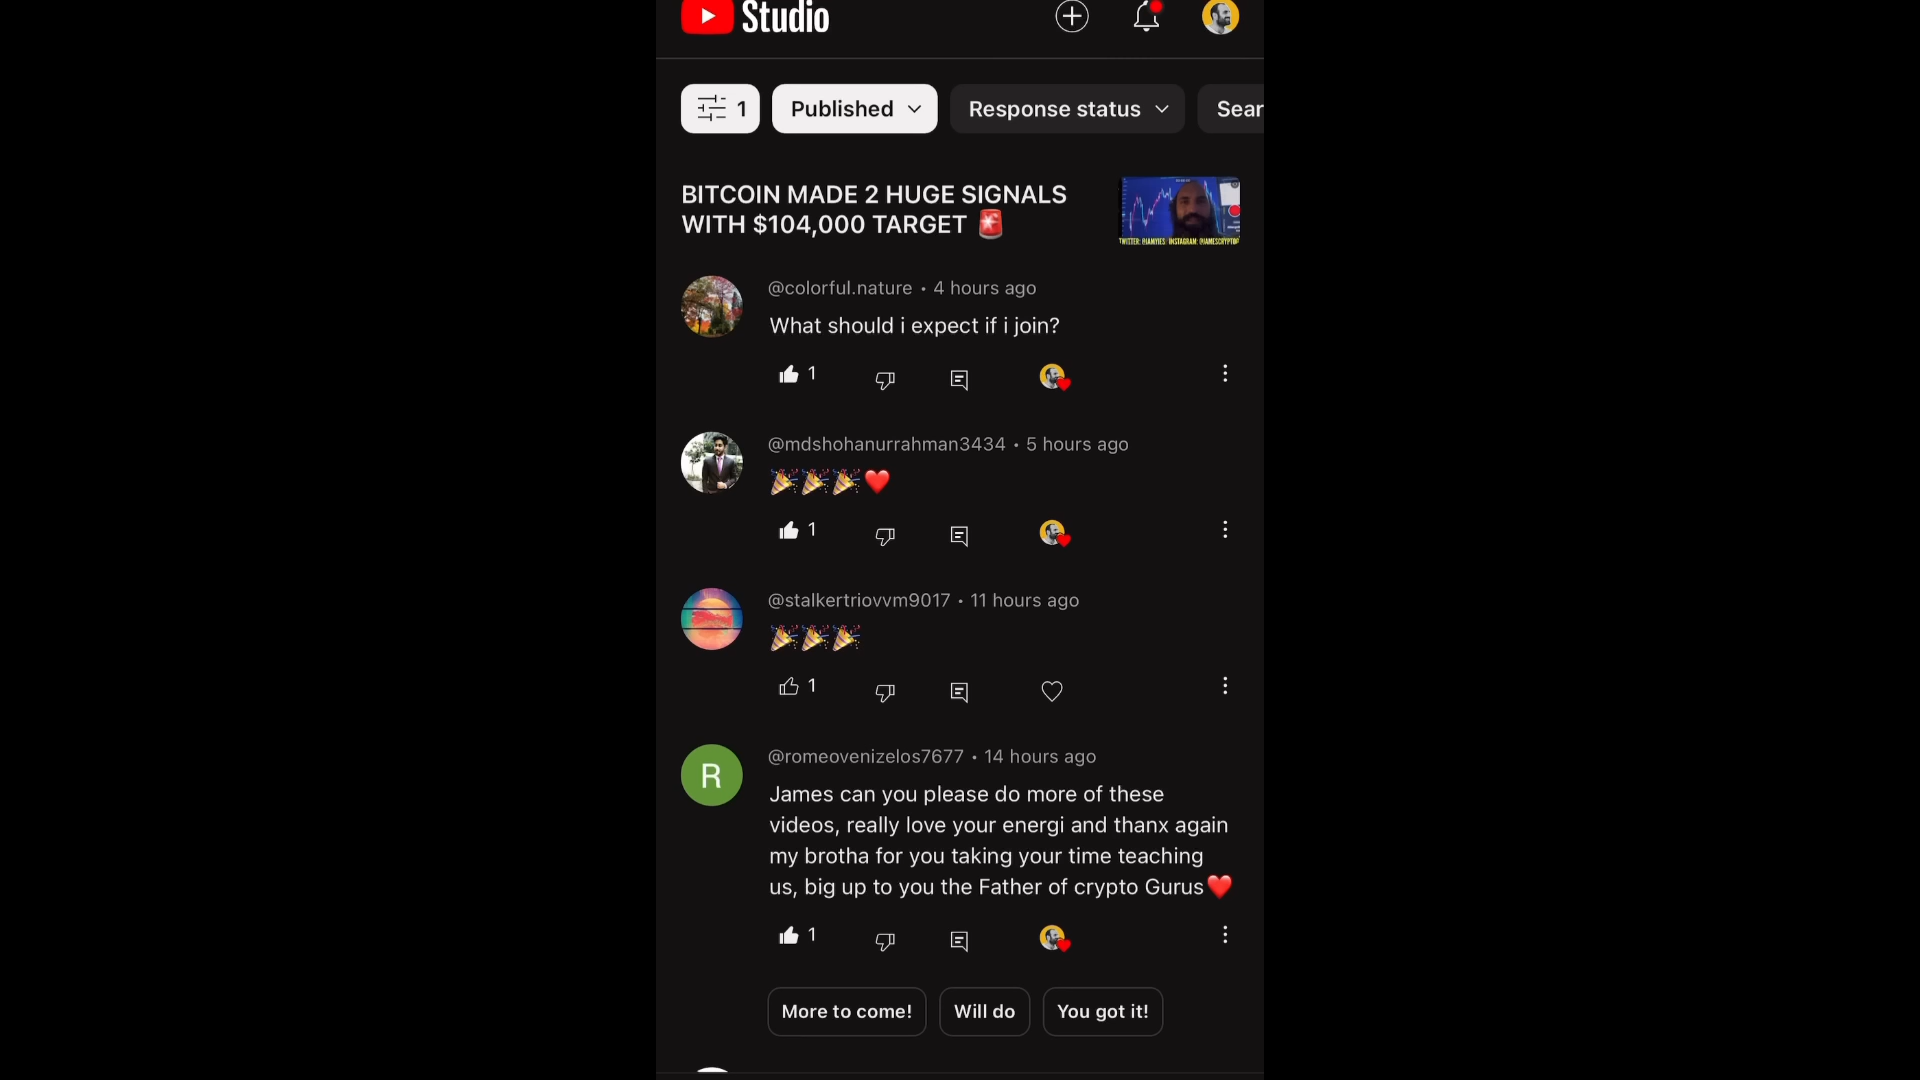 Studio
1
Published
Response status
Sear
BITCOIN MADE 2 HUGE SIGNALS
WITH $104,000 TARGET 🚨
@colorful.nature • 4 hours ago
What should i expect if i join?
1
@mdshohanurrahman3434 • 5 hours ago
🎉🎉🎉❤️
1
@stalkertriovvm9017 • 11 hours ago
🎉🎉🎉
1
@romeovenizelos7677 • 14 hours ago
R
James can you please do more of these
videos, really love your energi and thanx again
my brotha for you taking your time teaching
us, big up to you the Father of crypto Gurus❤️
1
More to come!
Will do
You got it!